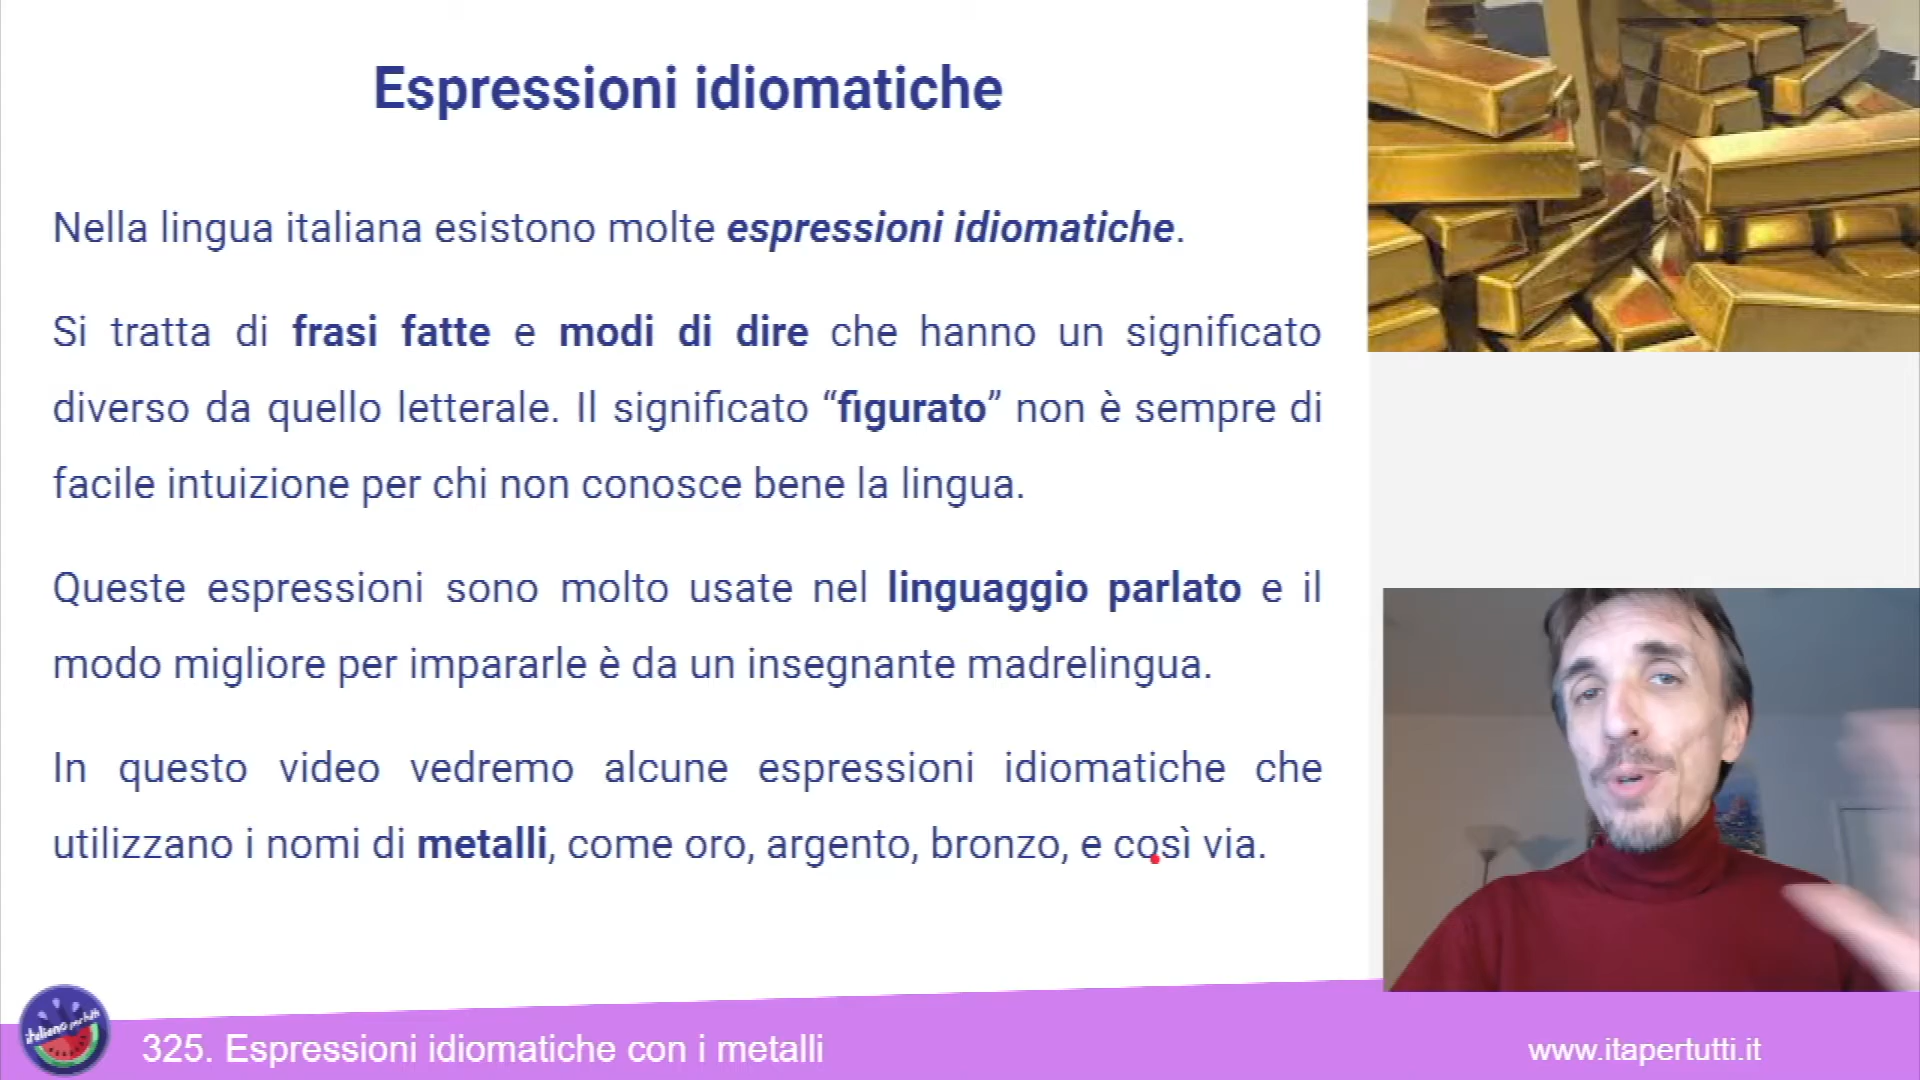 Espressioni idiomatiche
Nella lingua italiana esistono molte espressioni idiomatiche.
Si tratta di frasi fatte e modi di dire che hanno un significato
diverso da quello letterale. Il significato “figurato” non è sempre di
facile intuizione per chi non conosce bene la lingua.
Queste espressioni sono molto usate nel linguaggio parlato e il
modo migliore per impararle è da un insegnante madrelingua.
In questo video vedremo alcune espressioni idiomatiche che
utilizzano i nomi di metalli, come oro, argento, bronzo, e così via.
italiano per tutti
325. Espressioni idiomatiche con i metalli
www.itapertutti.it